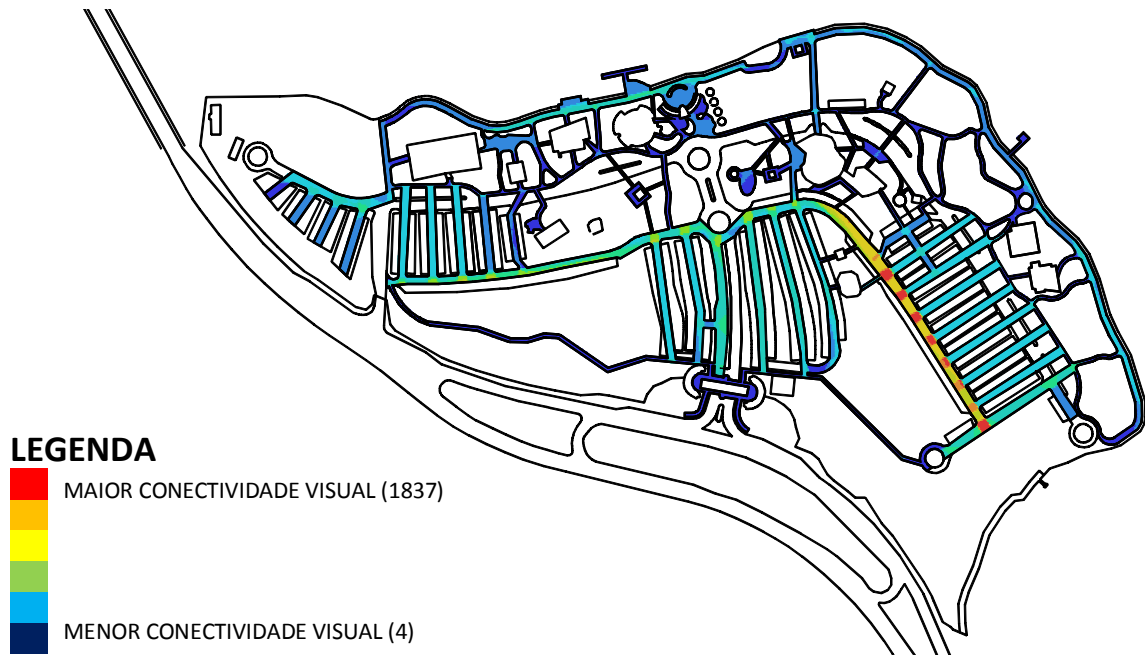 LEGENDA
MAIOR CONECTIVIDADE VISUAL (1837)
MENOR CONECTIVIDADE VISUAL (4)